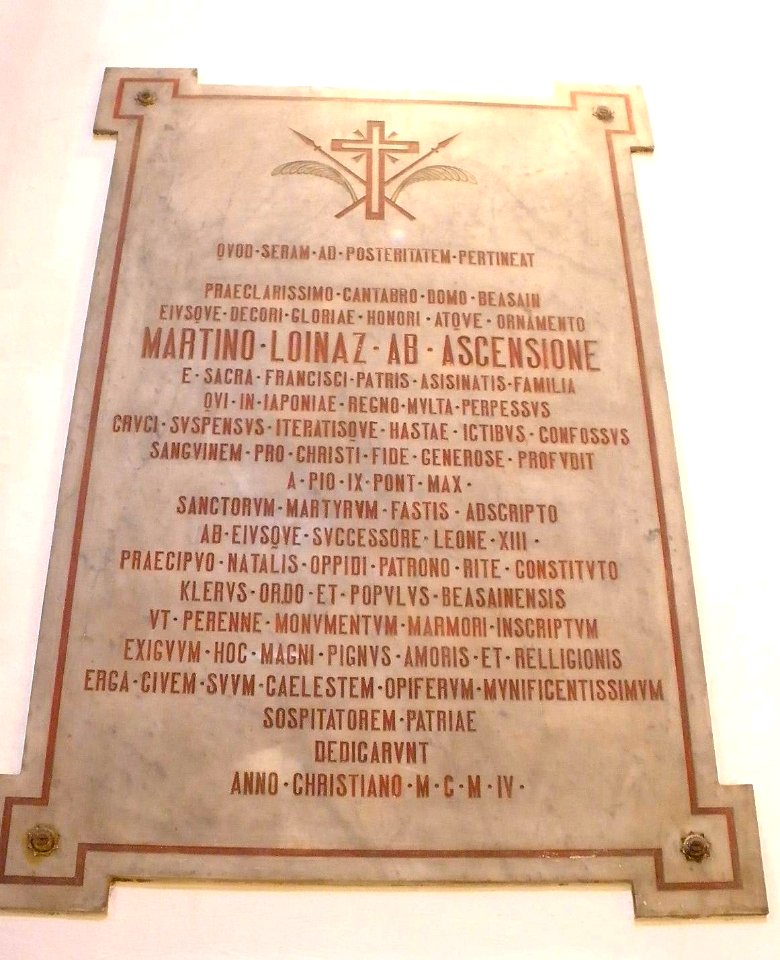 QVOD·SERAM·AD·POSTERITATEM·PERTINEAT
PRAECLARISSIMO·CANTABRO·DOMO·BEASAIN
EIVSQVE·DECORI·GLORIAE·HONORI·ATQVE·ORNAMENTO
MARTINO·LOINAZ·AB·ASCENSIONE
E·SACRA·FRANCISCI·PATRIS·ASISINATIS·FAMILIA
QVI·IN·IAPONIAE·REGNO·MVLTA·PERPESSVS
CRVCI·SVSPENSVS·ITERATISQVE·HASTAE·ICTIBVS·CONFOSSVS
SANGVINEM·PRO·CHRISTI·FIDE·GENEROSE·PROFVDIT
A·PIO·IX·PONT·MAX·
SANCTORVM·MARTYRVM·FASTIS·ADSCRIPTO
AB·EIVSQVE·SVCCESSORE·LEONE·XIII·
PRAECIPVO·NATALIS·OPPIDI·PATRONO·RITE·CONSTITVTO
KLERVS·ORDO·ET·POPVLVS·BEASAINENSIS
VT·PERENNE·MONVMENTVM·MARMORI·INSCRIPTVM
EXIGVVM·HOC·MAGNI·PIGNVS·AMORIS·ET·RELLIGIONIS
ERGA·CIVEM·SVVM·CAELESTEM·OPIFERVM·MVNIFICENTISSIMVM
SOSPITATOREM·PATRIAE
DEDICARVNT
ANNO·CHRISTIANO·M·C·M·IV·